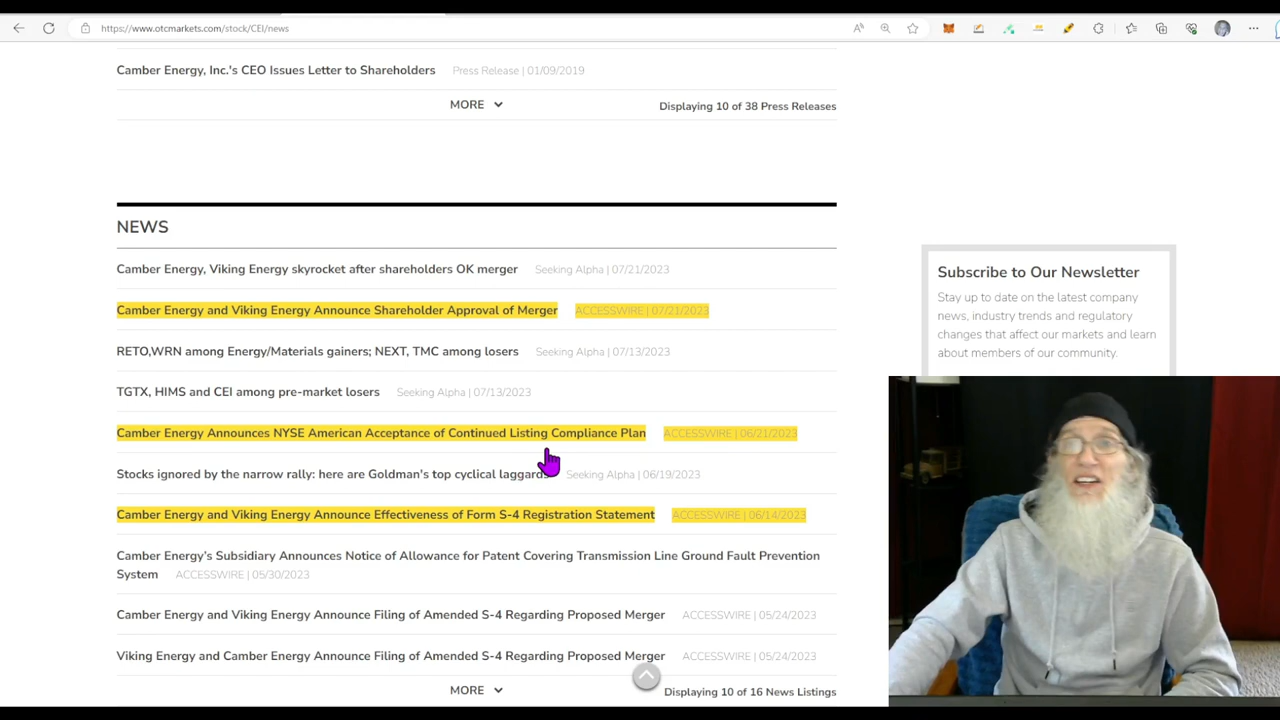 https://www.otcmarkets.com/stock/CEI/news
Camber Energy, Inc.'s CEO Issues Letter to Shareholders Press Release | 01/09/2019
MORE
Displaying 10 of 38 Press Releases
NEWS
Camber Energy, Viking Energy skyrocket after shareholders OK merger Seeking Alpha | 07/21/2023
Camber Energy and Viking Energy Announce Shareholder Approval of Merger ACCESSWIRE | 07/21/2023
RETO,WRN among Energy/Materials gainers; NEXT, TMC among losers Seeking Alpha | 07/13/2023
TGTX, HIMS and CEI among pre-market losers Seeking Alpha | 07/13/2023
Camber Energy Announces NYSE American Acceptance of Continued Listing Compliance Plan ACCESSWIRE | 06/21/2023
Stocks ignored by the narrow rally: here are Goldman's top cyclical laggards Seeking Alpha | 06/19/2023
Camber Energy and Viking Energy Announce Effectiveness of Form S-4 Registration Statement ACCESSWIRE | 06/14/2023
Camber Energy's Subsidiary Announces Notice of Allowance for Patent Covering Transmission Line Ground Fault Prevention
System ACCESSWIRE | 05/30/2023
Camber Energy and Viking Energy Announce Filing of Amended S-4 Regarding Proposed Merger ACCESSWIRE | 05/24/2023
Viking Energy and Camber Energy Announce Filing of Amended S-4 Regarding Proposed Merger ACCESSWIRE | 05/24/2023
MORE
Displaying 10 of 16 News Listings
Subscribe to Our Newsletter
Stay up to date on the latest company
news, industry trends and regulatory
changes that affect our markets and learn
about members of our community.